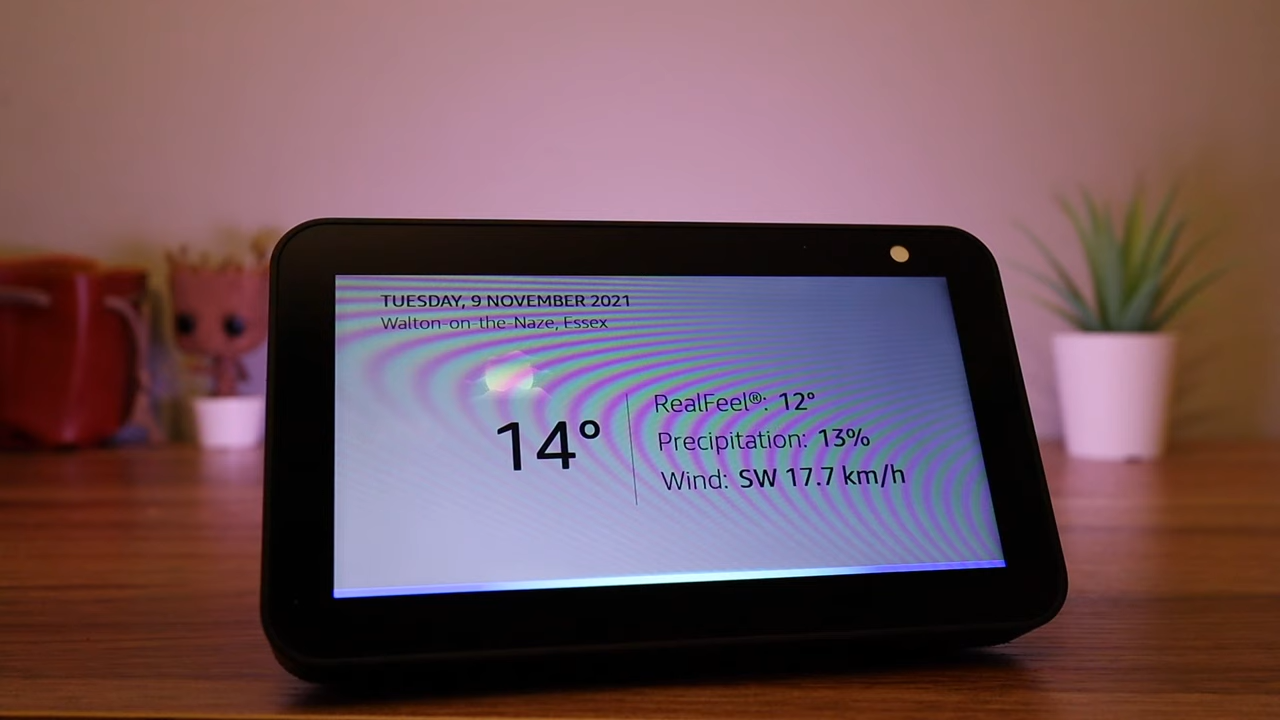 TUESDAY, 9 NOVEMBER 2021
Walton-on-the-Naze, Essex
14°
RealFeel®: 12°
Precipitation: 13%
Wind: SW 17.7 km/h